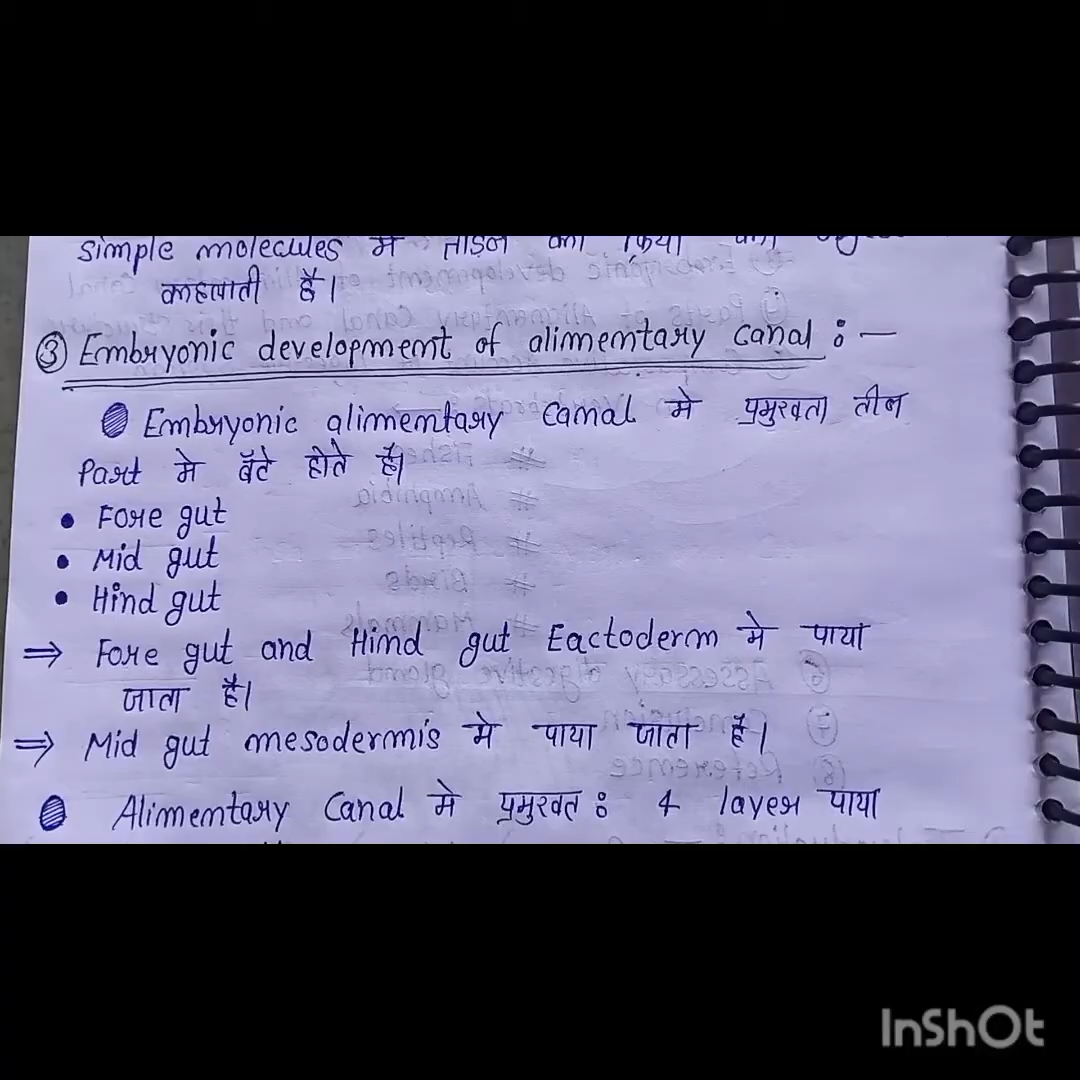 simple molecules में तोड़ने की क्रिया
कहलाती है।
③ Embryonic development of alimentary canal : —
Embryonic alimentary canal मे प्रमुखता तीन
Part मे बँटे होते है।
• Fore gut
• Mid gut
• Hind gut
⇒ Fore gut and Hind gut Eactoderm मे पाया
जाता है।
⇒ Mid gut mesodermis मे पाया जाता है।
Alimentary Canal मे प्रमुखत : 4 layer पाया
InShOt